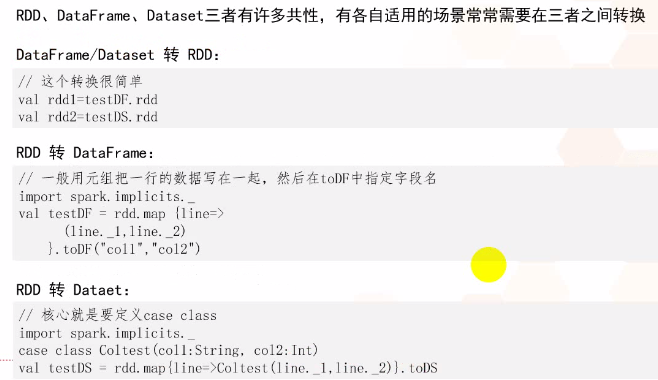 RDD、DataFrame、Dataset三者有许多共性，有各自适用的场景常常需要在三者之间转换
DataFrame/Dataset 转 RDD：
// 这个转换很简单
val rdd1=testDF.rdd
val rdd2=testDS.rdd
RDD 转 DataFrame：
// 一般用元组把一行的数据写在一起，然后在toDF中指定字段名
import spark.implicits._
val testDF = rdd.map {line=>
(line._1,line._2)
}.toDF("col1","col2")
RDD 转 Dataet：
// 核心就是要定义case class
import spark.implicits._
case class Coltest(col1:String, col2:Int)
val testDS = rdd.map{line=>Coltest(line._1,line._2)}.toDS